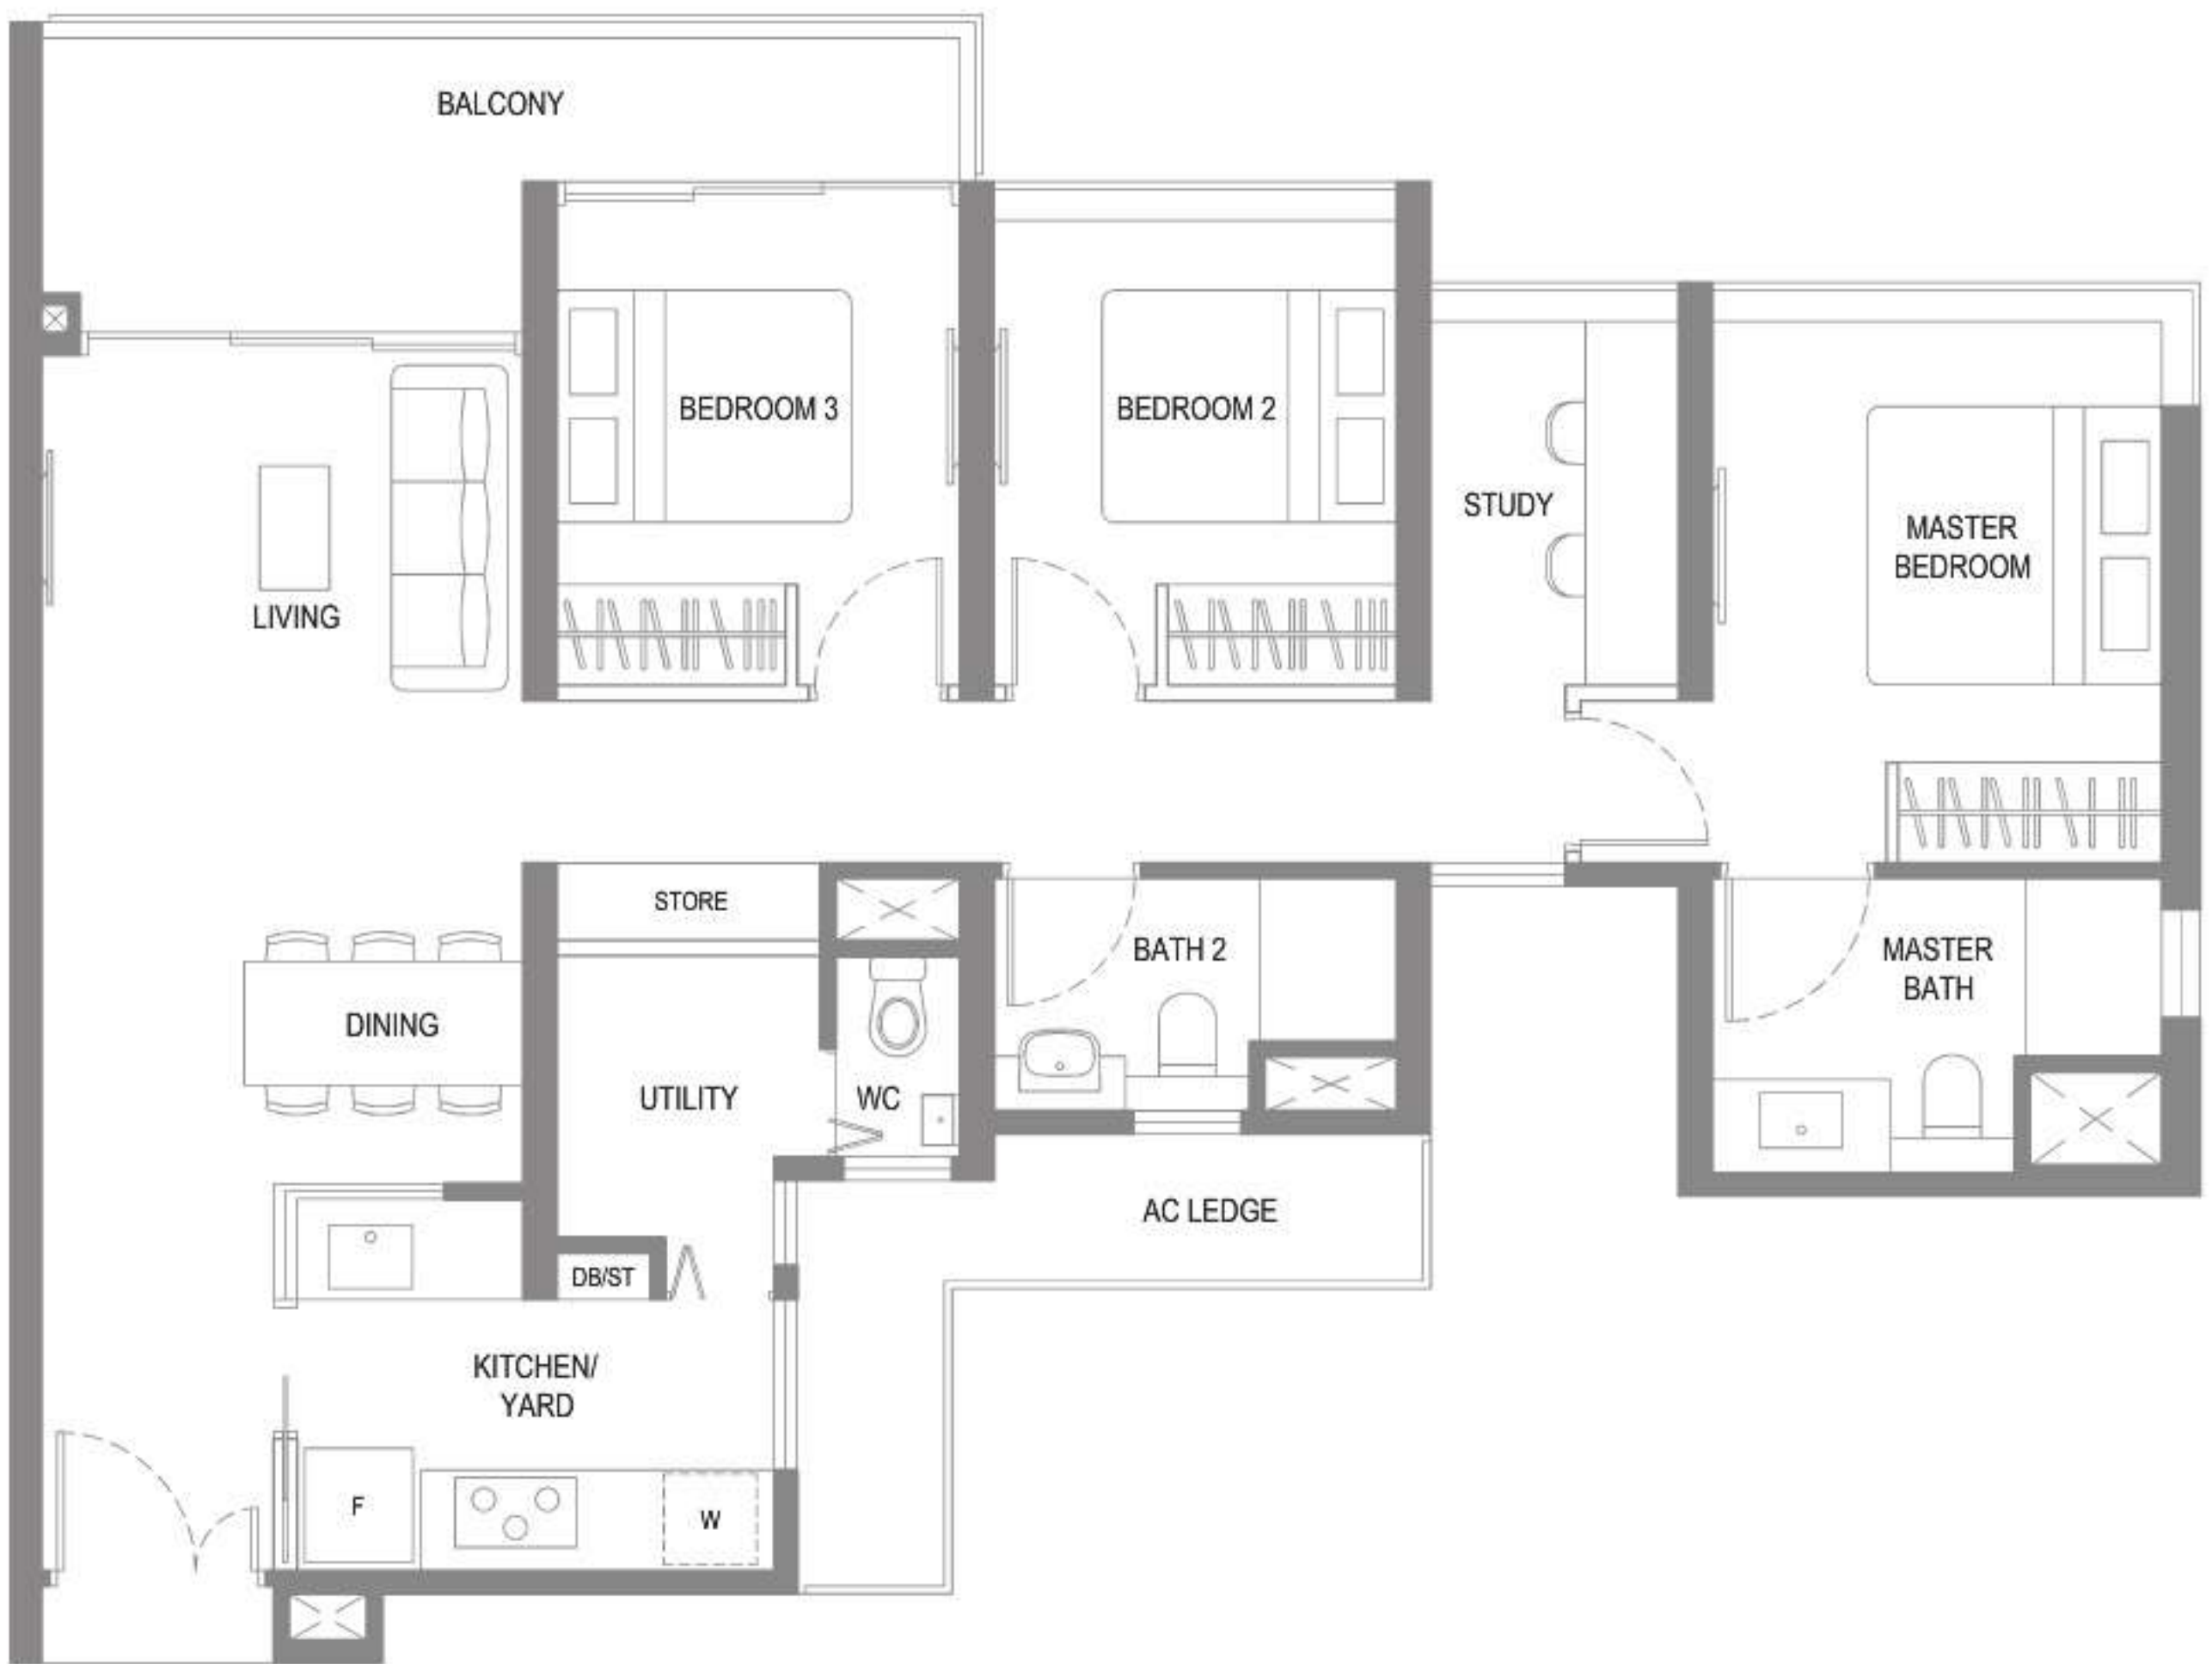 BALCONY
BEDROOM 3
BEDROOM 2
STUDY
MASTER
BEDROOM
LIVING
STORE
BATH 2
MASTER
BATH
DINING
UTILITY
WC
AC LEDGE
DB/ST
KITCHEN/
YARD
F
W